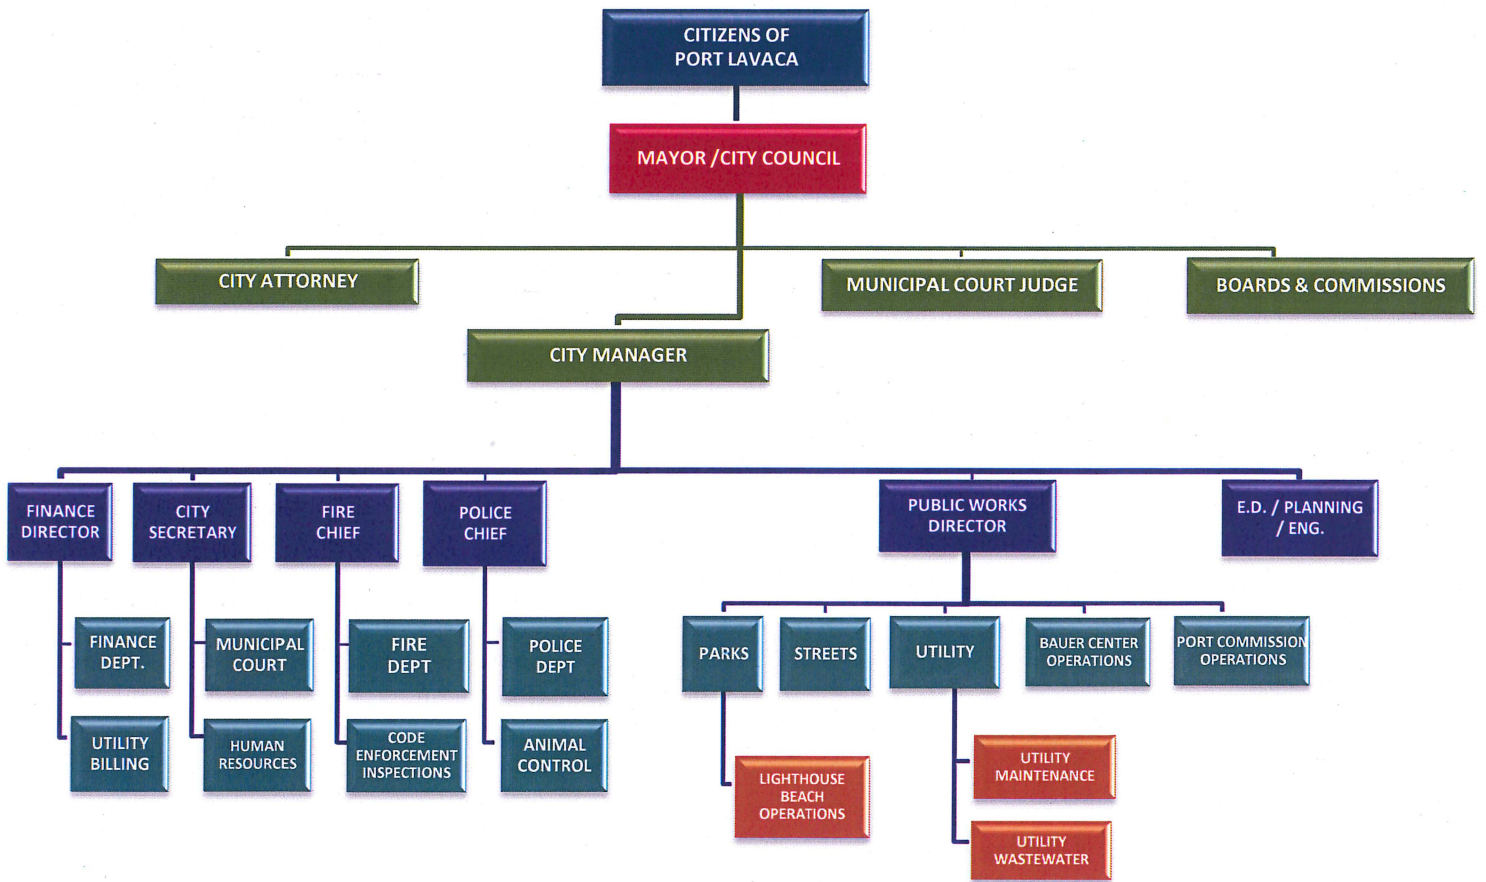 CITIZENS OF
PORT LAVACA
MAYOR /CITY COUNCIL
CITY ATTORNEY
MUNICIPAL COURT JUDGE
BOARDS & COMMISSIONS
CITY MANAGER
FINANCE
DIRECTOR
CITY
SECRETARY
FIRE
CHIEF
POLICE
CHIEF
PUBLIC WORKS
DIRECTOR
E.D. / PLANNING
/ ENG.
FINANCE
DEPT.
MUNICIPAL
COURT
FIRE
DEPT
POLICE
DEPT
PARKS
STREETS
UTILITY
BAUER CENTER
OPERATIONS
PORT COMMISSION
OPERATIONS
UTILITY
BILLING
HUMAN
RESOURCES
CODE
ENFORCEMENT
INSPECTIONS
ANIMAL
CONTROL
LIGHTHOUSE
BEACH
OPERATIONS
UTILITY
MAINTENANCE
UTILITY
WASTEWATER